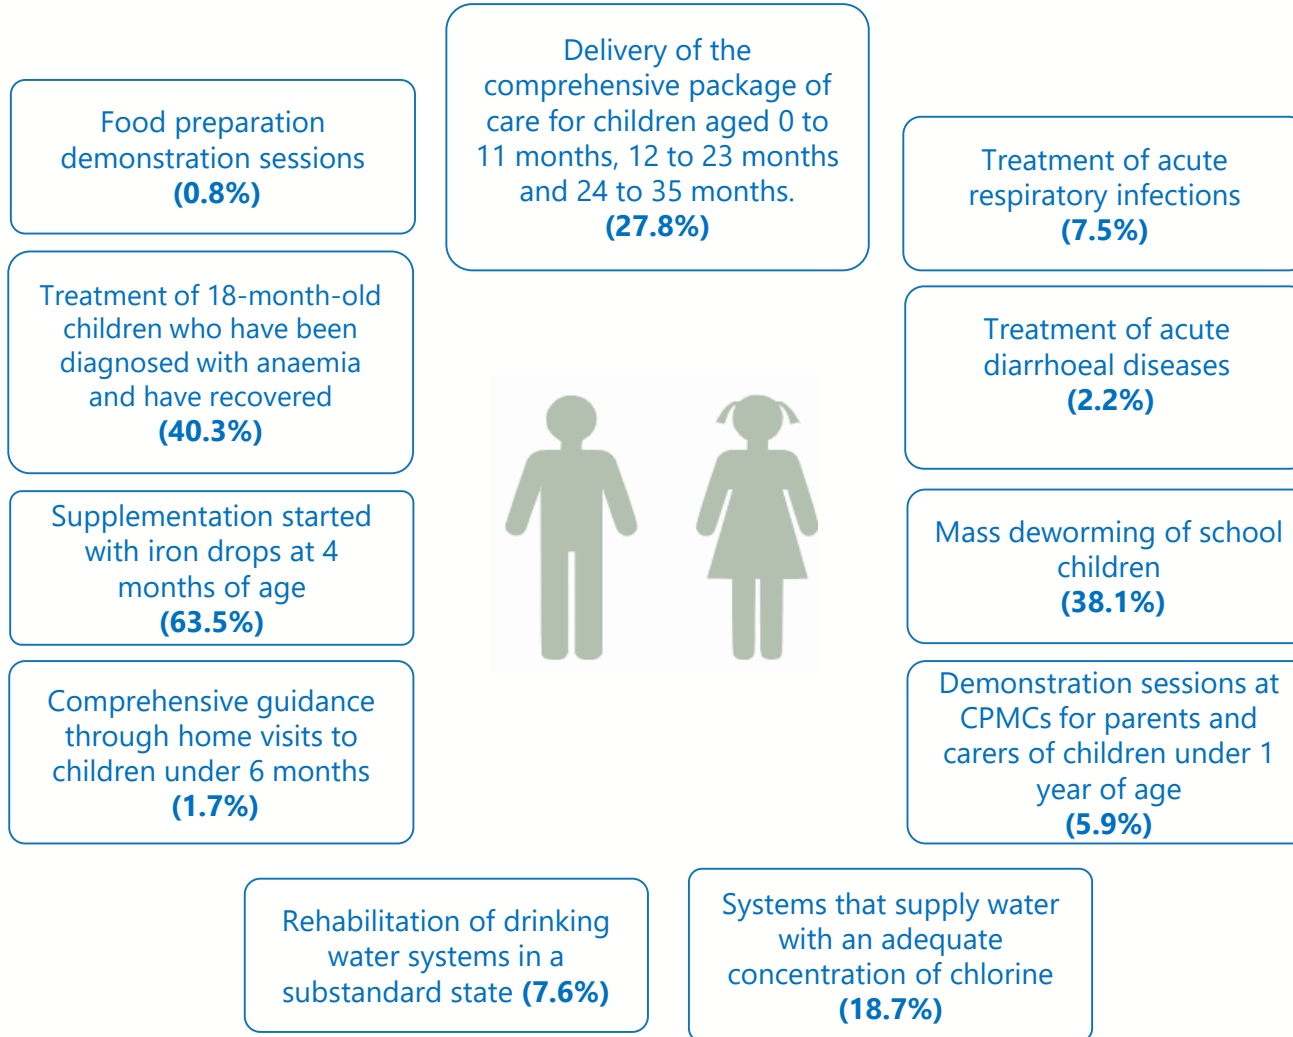 Delivery of the
comprehensive package of
care for children aged 0 to
11 months, 12 to 23 months
and 24 to 35 months.
(27.8%)
Food preparation
demonstration sessions
(0.8%)
Treatment of acute
respiratory infections
(7.5%)
Treatment of 18-month-old
children who have been
diagnosed with anaemia
and have recovered
(40.3%)
Treatment of acute
diarrhoeal diseases
(2.2%)
Supplementation started
with iron drops at 4
months of age
(63.5%)
Mass deworming of school
children
(38.1%)
Comprehensive guidance
through home visits to
children under 6 months
(1.7%)
Demonstration sessions at
CPMCs for parents and
carers of children under 1
year of age
(5.9%)
Rehabilitation of drinking
water systems in a
substandard state (7.6%)
Systems that supply water
with an adequate
concentration of chlorine
(18.7%)